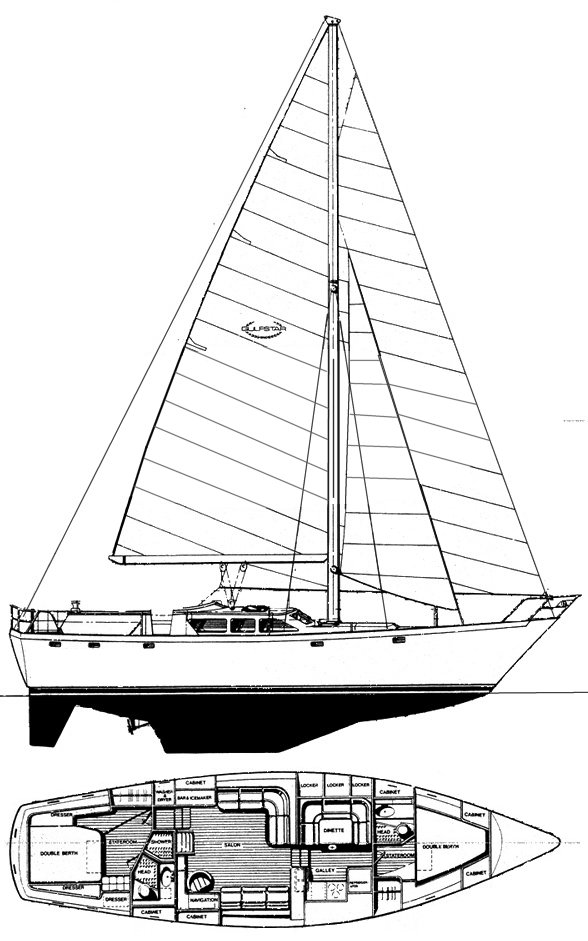 GULFSTAR
DRESSER
WASHER
&
DRYER
CABINET
BAR & ICEMAKER
LOCKER
LOCKER
LOCKER
CABINET
CABINET
STATEROOM
SHOWER
SALON
DINETTE
HEAD
DOUBLE BERTH
DOUBLE BERTH
STATEROOM
HEAD
GALLEY
DRESSER
DRESSER
NAVIGATION
CABINET
CABINET
CABINET